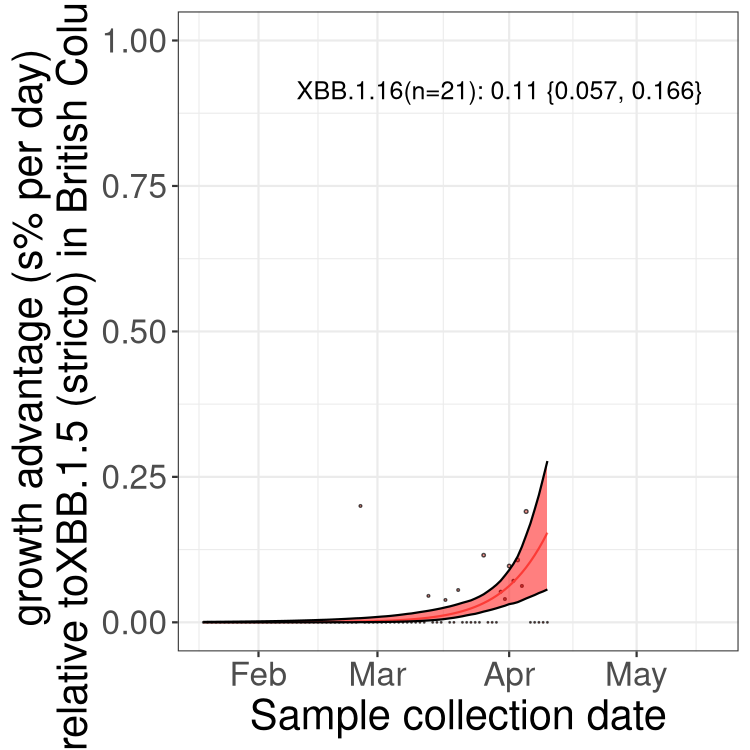 growth advantage (s% per day)
relative toXBB.1.5 (stricto) in British Colu
1.00
0.75
0.50
0.25
0.00
XBB.1.16(n=21): 0.11 {0.057, 0.166}
Feb Mar Apr May
Sample collection date